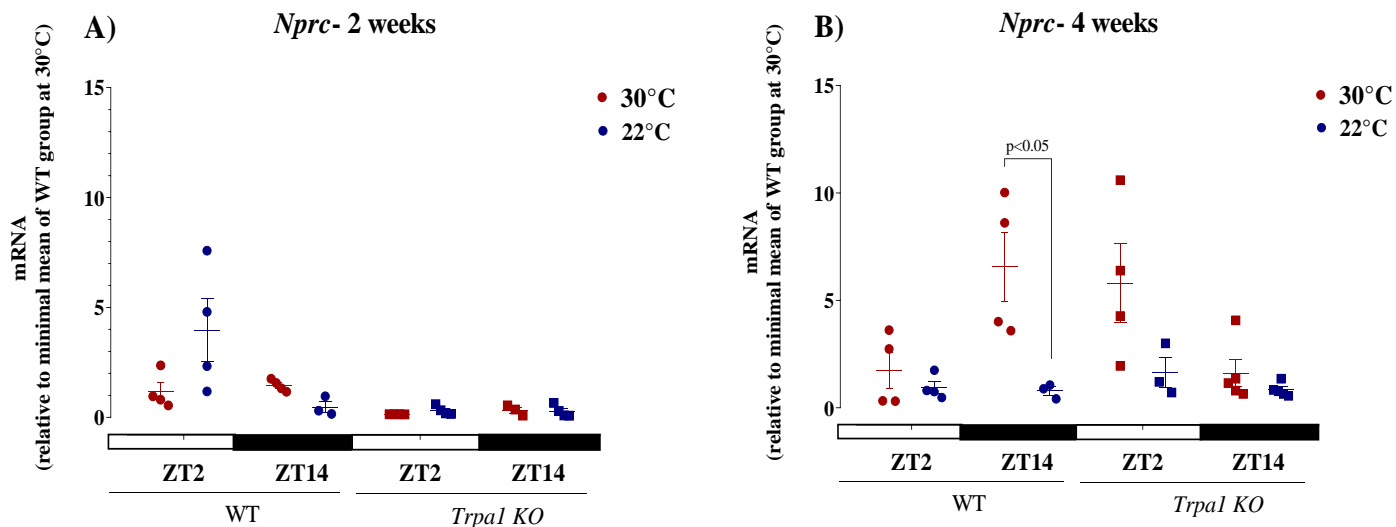 A)
Nprc- 2 weeks
mRNA
(relative to minimal mean of WT group at 30°C)
15
10
5
0
30°C
22°C
ZT2 ZT14 ZT2 ZT14
WT Trpa1 KO
B)
Nprc- 4 weeks
mRNA
(relative to minimal mean of WT group at 30°C)
15
10
5
0
30°C
22°C
p<0.05
ZT2 ZT14 ZT2 ZT14
WT Trpa1 KO